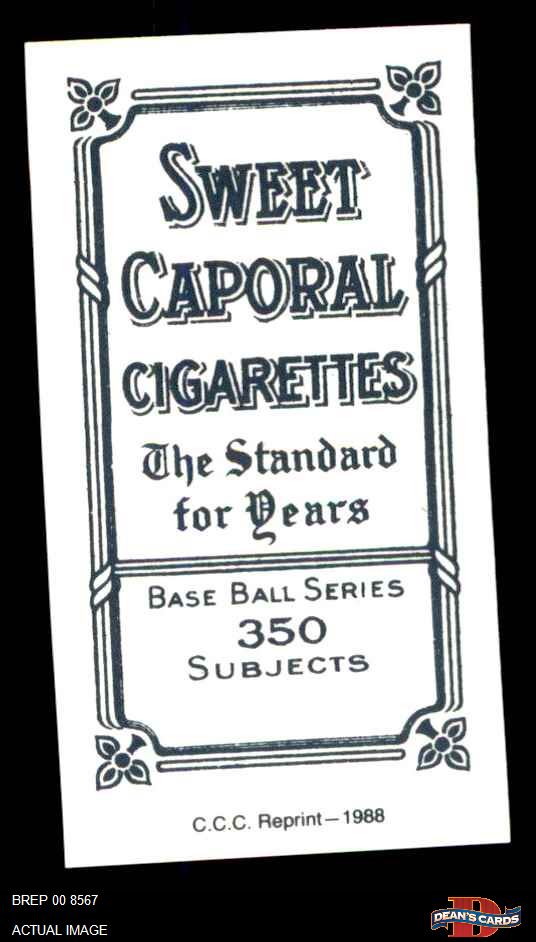 SWEET
CAPORAL
CIGARETTES
The Standard
for Years
BASE BALL SERIES
350
SUBJECTS
C.C.C. Reprint—1988
BREP 00 8567
ACTUAL IMAGE
D
DEAN'S CARDS